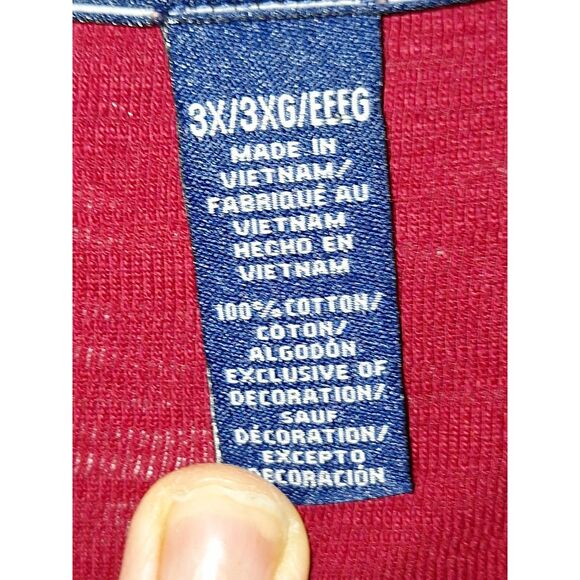 3X/3XG/EEEG
MADE IN
VIETNAM/
FABRIQUÉ AU
VIETNAM
HECHO EN
VIETNAM
100% COTTON/
COTON/
ALGODÓN
EXCLUSIVE OF
DECORATION/
SAUF
DÉCORATION/
EXCEPTO
DECORACIÓN